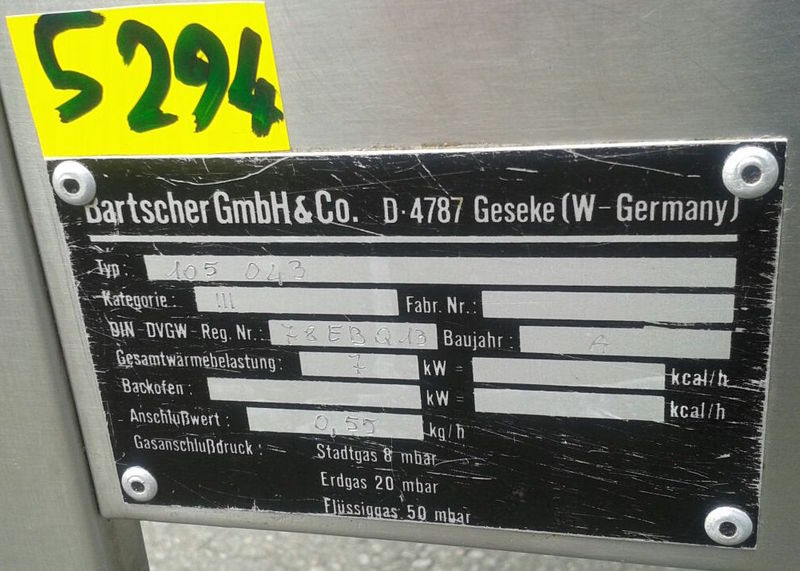 5294
Bartscher GmbH & Co. D-4787 Geseke (W-Germany)
Typ: 105 043
Kategorie: III Fabr. Nr.:
DIN-DVGW Reg. Nr.: 78EBQ13 Baujahr: A
Gesamtwärmebelastung: 7 kW = kcal/h
Backofen: kW = kcal/h
Anschlußwert: 0,55 kg/h
Gasanschlußdruck: Stadtgas 8 mbar
Erdgas 20 mbar
Flüssiggas 50 mbar